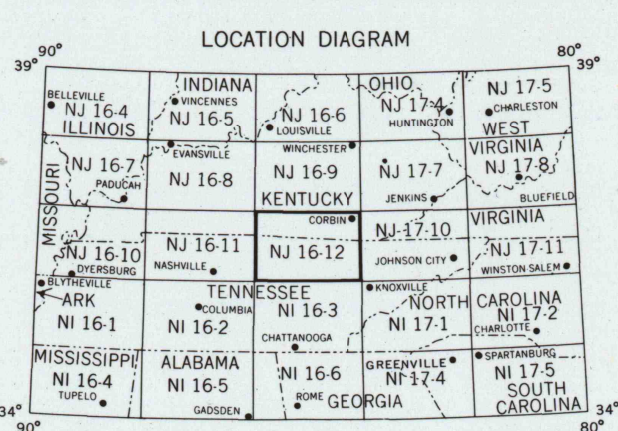 LOCATION DIAGRAM
90° 80°
39° 39°
INDIANA OHIO NJ 17-5
BELLEVILLE VINCENNES NJ 17-4 CHARLESTON
NJ 16-4 NJ 16-5 NJ 16-6 HUNTINGTON
ILLINOIS LOUISVILLE WEST
EVANSVILLE WINCHESTER VIRGINIA
NJ 16-7 NJ 16-8 NJ 16-9 NJ 17-7 NJ 17-8
MISSOURI PADUCAH KENTUCKY JENKINS BLUEFIELD
CORBIN NJ-17-10 VIRGINIA
NJ 16-10 NJ 16-11 NJ 16-12 NJ 17-11
DYERSBURG NASHVILLE JOHNSON CITY WINSTON-SALEM
BLYTHEVILLE TENNESSEE KNOXVILLE
ARK COLUMBIA NI 16-3 NORTH CAROLINA
NI 16-1 NI 16-2 NI 17-1 NI 17-2
CHATTANOOGA CHARLOTTE
MISSISSIPPI ALABAMA NI 16-6 GREENVILLE SPARTANBURG
NI 16-4 NI 16-5 NI 17-4 NI 17-5
TUPELO GADSDEN ROME GEORGIA SOUTH
CAROLINA
34° 34°
90° 80°